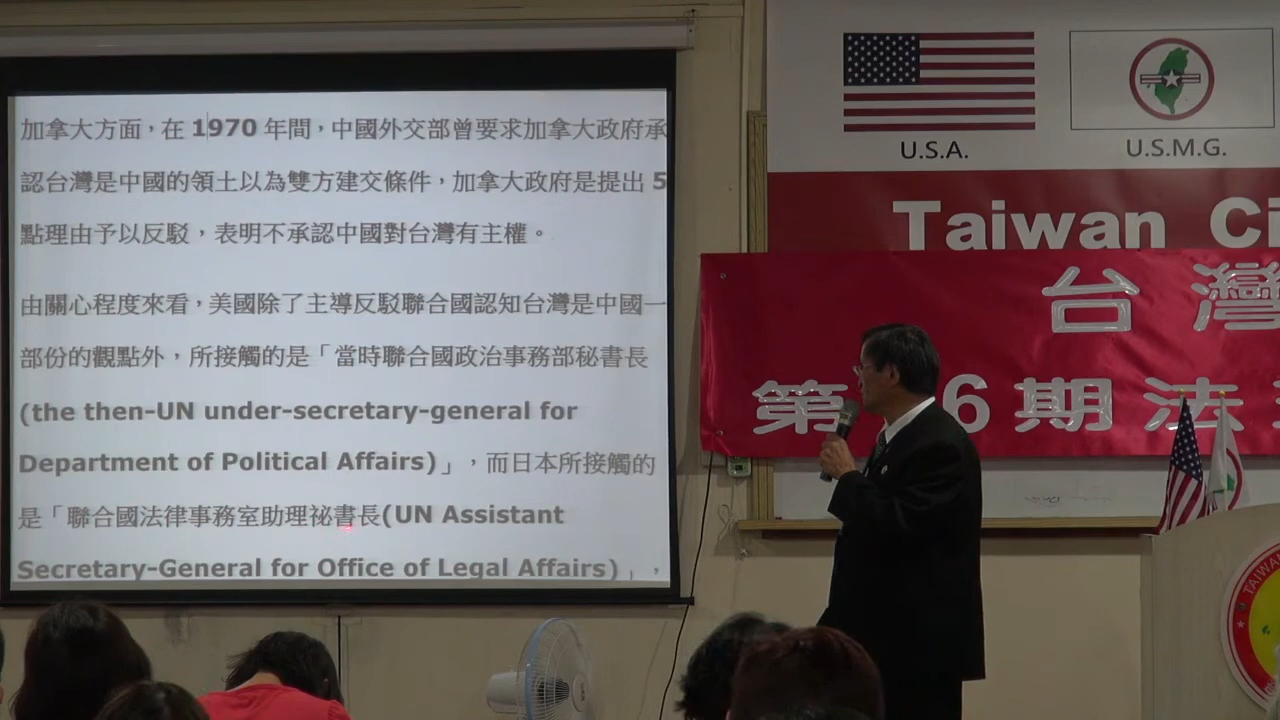 加拿大方面，在 1970 年間，中國外交部曾要求加拿大政府承
認台灣是中國的領土以為雙方建交條件，加拿大政府是提出 5
點理由予以反駁，表明不承認中國對台灣有主權。
由關心程度來看，美國除了主導反駁聯合國認知台灣是中國一
部份的觀點外，所接觸的是「當時聯合國政治事務部秘書長
(the then-UN under-secretary-general for
Department of Political Affairs)」，而日本所接觸的
是「聯合國法律事務室助理祕書長(UN Assistant
Secretary-General for Office of Legal Affairs)」，
U.S.A.
U.S.M.G.
Taiwan Ci
台灣
第 6期法
TAIWAN